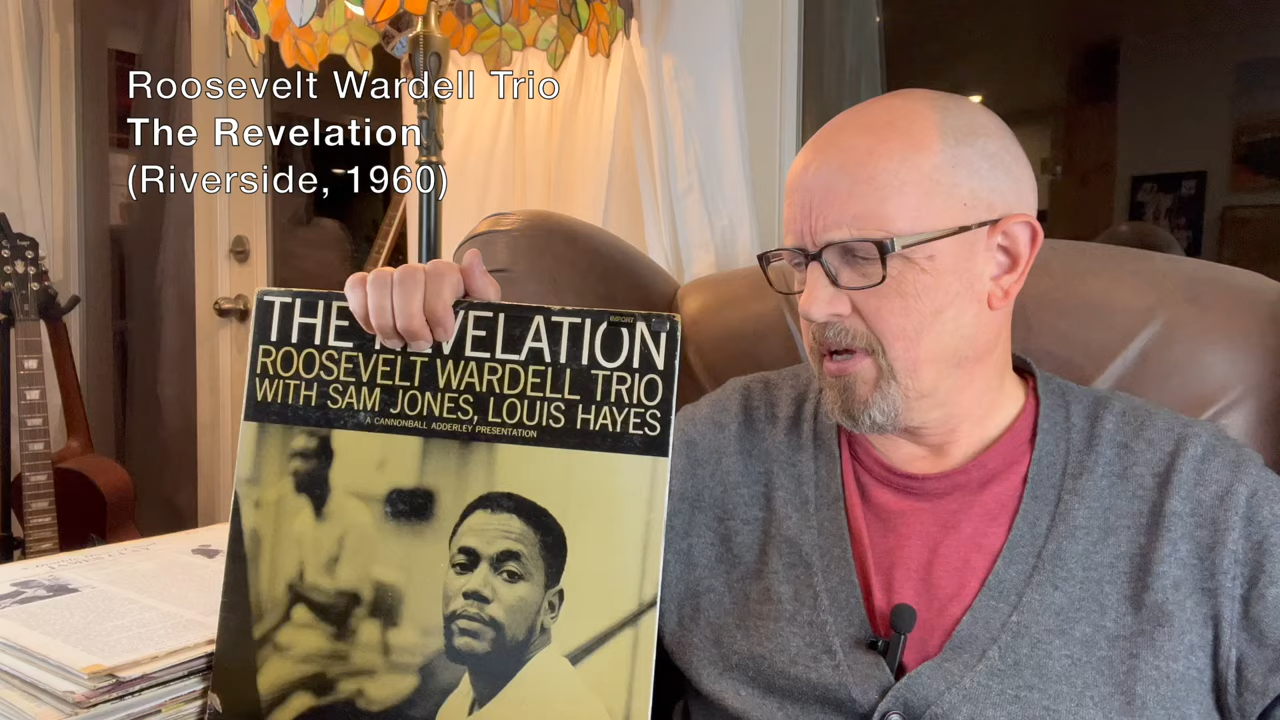 Roosevelt Wardell Trio
The Revelation
(Riverside, 1960)
IMPORT
THE REVELATION
ROOSEVELT WARDELL TRIO
WITH SAM JONES, LOUIS HAYES
A CANNONBALL ADDERLEY PRESENTATION